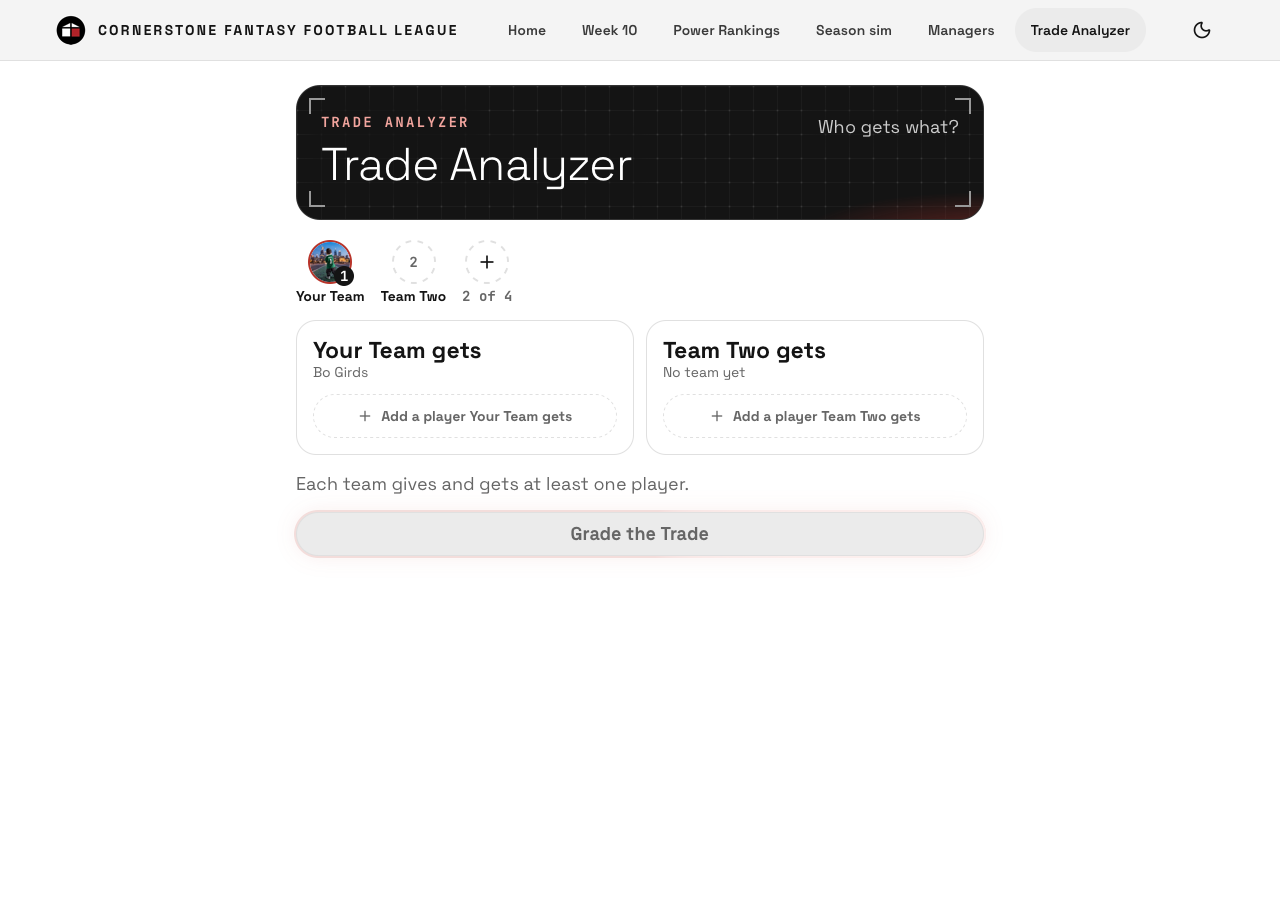 CORNERSTONE FANTASY FOOTBALL LEAGUE
Home
Week 10
Power Rankings
Season sim
Managers
Trade Analyzer
TRADE ANALYZER
Who gets what?
Trade Analyzer
1
2
Your Team
Team Two
2 of 4
Your Team gets
Bo Girds
Add a player Your Team gets
Team Two gets
No team yet
Add a player Team Two gets
Each team gives and gets at least one player.
Grade the Trade